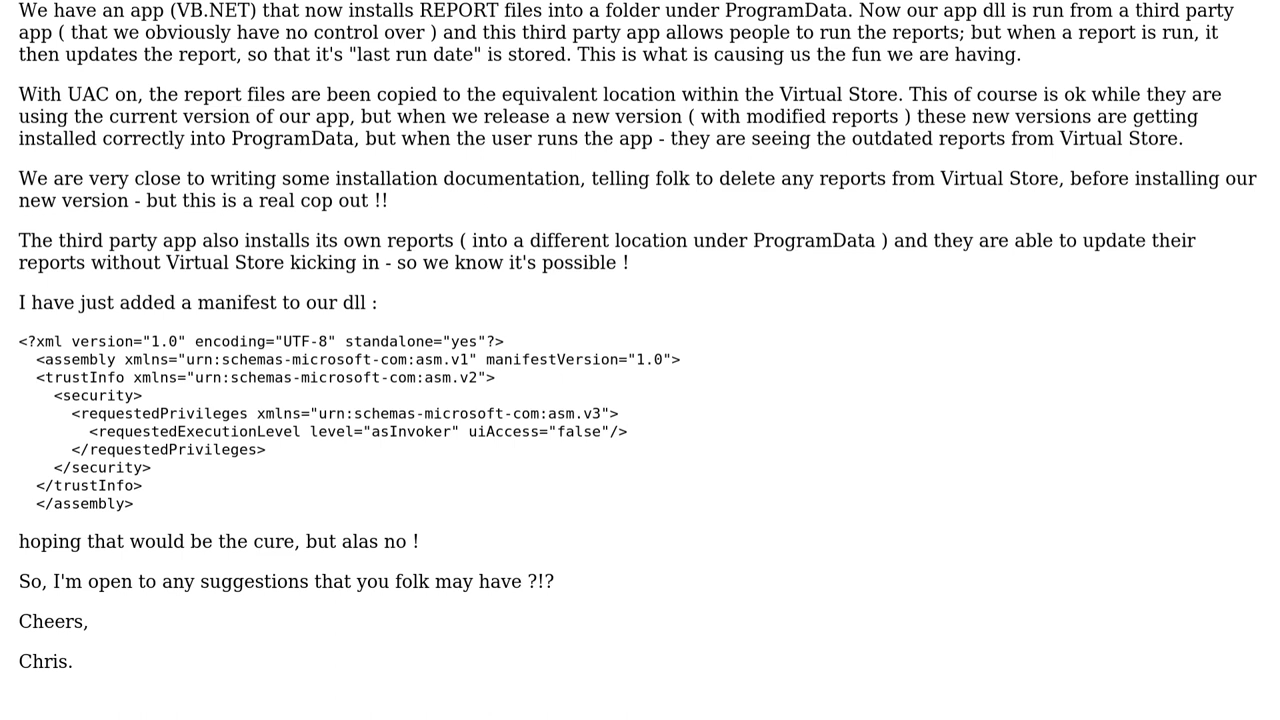 We have an app (VB.NET) that now installs REPORT files into a folder under ProgramData. Now our app dll is run from a third party
app ( that we obviously have no control over ) and this third party app allows people to run the reports; but when a report is run, it
then updates the report, so that it's "last run date" is stored. This is what is causing us the fun we are having.
With UAC on, the report files are been copied to the equivalent location within the Virtual Store. This of course is ok while they are
using the current version of our app, but when we release a new version ( with modified reports ) these new versions are getting
installed correctly into ProgramData, but when the user runs the app - they are seeing the outdated reports from Virtual Store.
We are very close to writing some installation documentation, telling folk to delete any reports from Virtual Store, before installing our
new version - but this is a real cop out !!
The third party app also installs its own reports ( into a different location under ProgramData ) and they are able to update their
reports without Virtual Store kicking in - so we know it's possible !
I have just added a manifest to our dll :
<?xml version="1.0" encoding="UTF-8" standalone="yes"?>
  <assembly xmlns="urn:schemas-microsoft-com:asm.v1" manifestVersion="1.0">
  <trustInfo xmlns="urn:schemas-microsoft-com:asm.v2">
    <security>
      <requestedPrivileges xmlns="urn:schemas-microsoft-com:asm.v3">
        <requestedExecutionLevel level="asInvoker" uiAccess="false"/>
      </requestedPrivileges>
    </security>
  </trustInfo>
  </assembly>
hoping that would be the cure, but alas no !
So, I'm open to any suggestions that you folk may have ?!?
Cheers,
Chris.